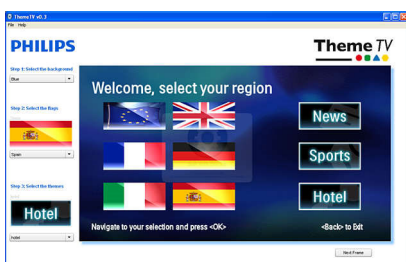 ThemeTV v0.3
File Help
PHILIPS
Theme TV
Step 1: Select the background
Blue
Step 2: Select the flags
Spain
Step 3: Select the themes
Hotel
Hotel
Welcome, select your region
News
Sports
Hotel
Navigate to your selection and press <OK>
<Back> to Exit
Next Frame